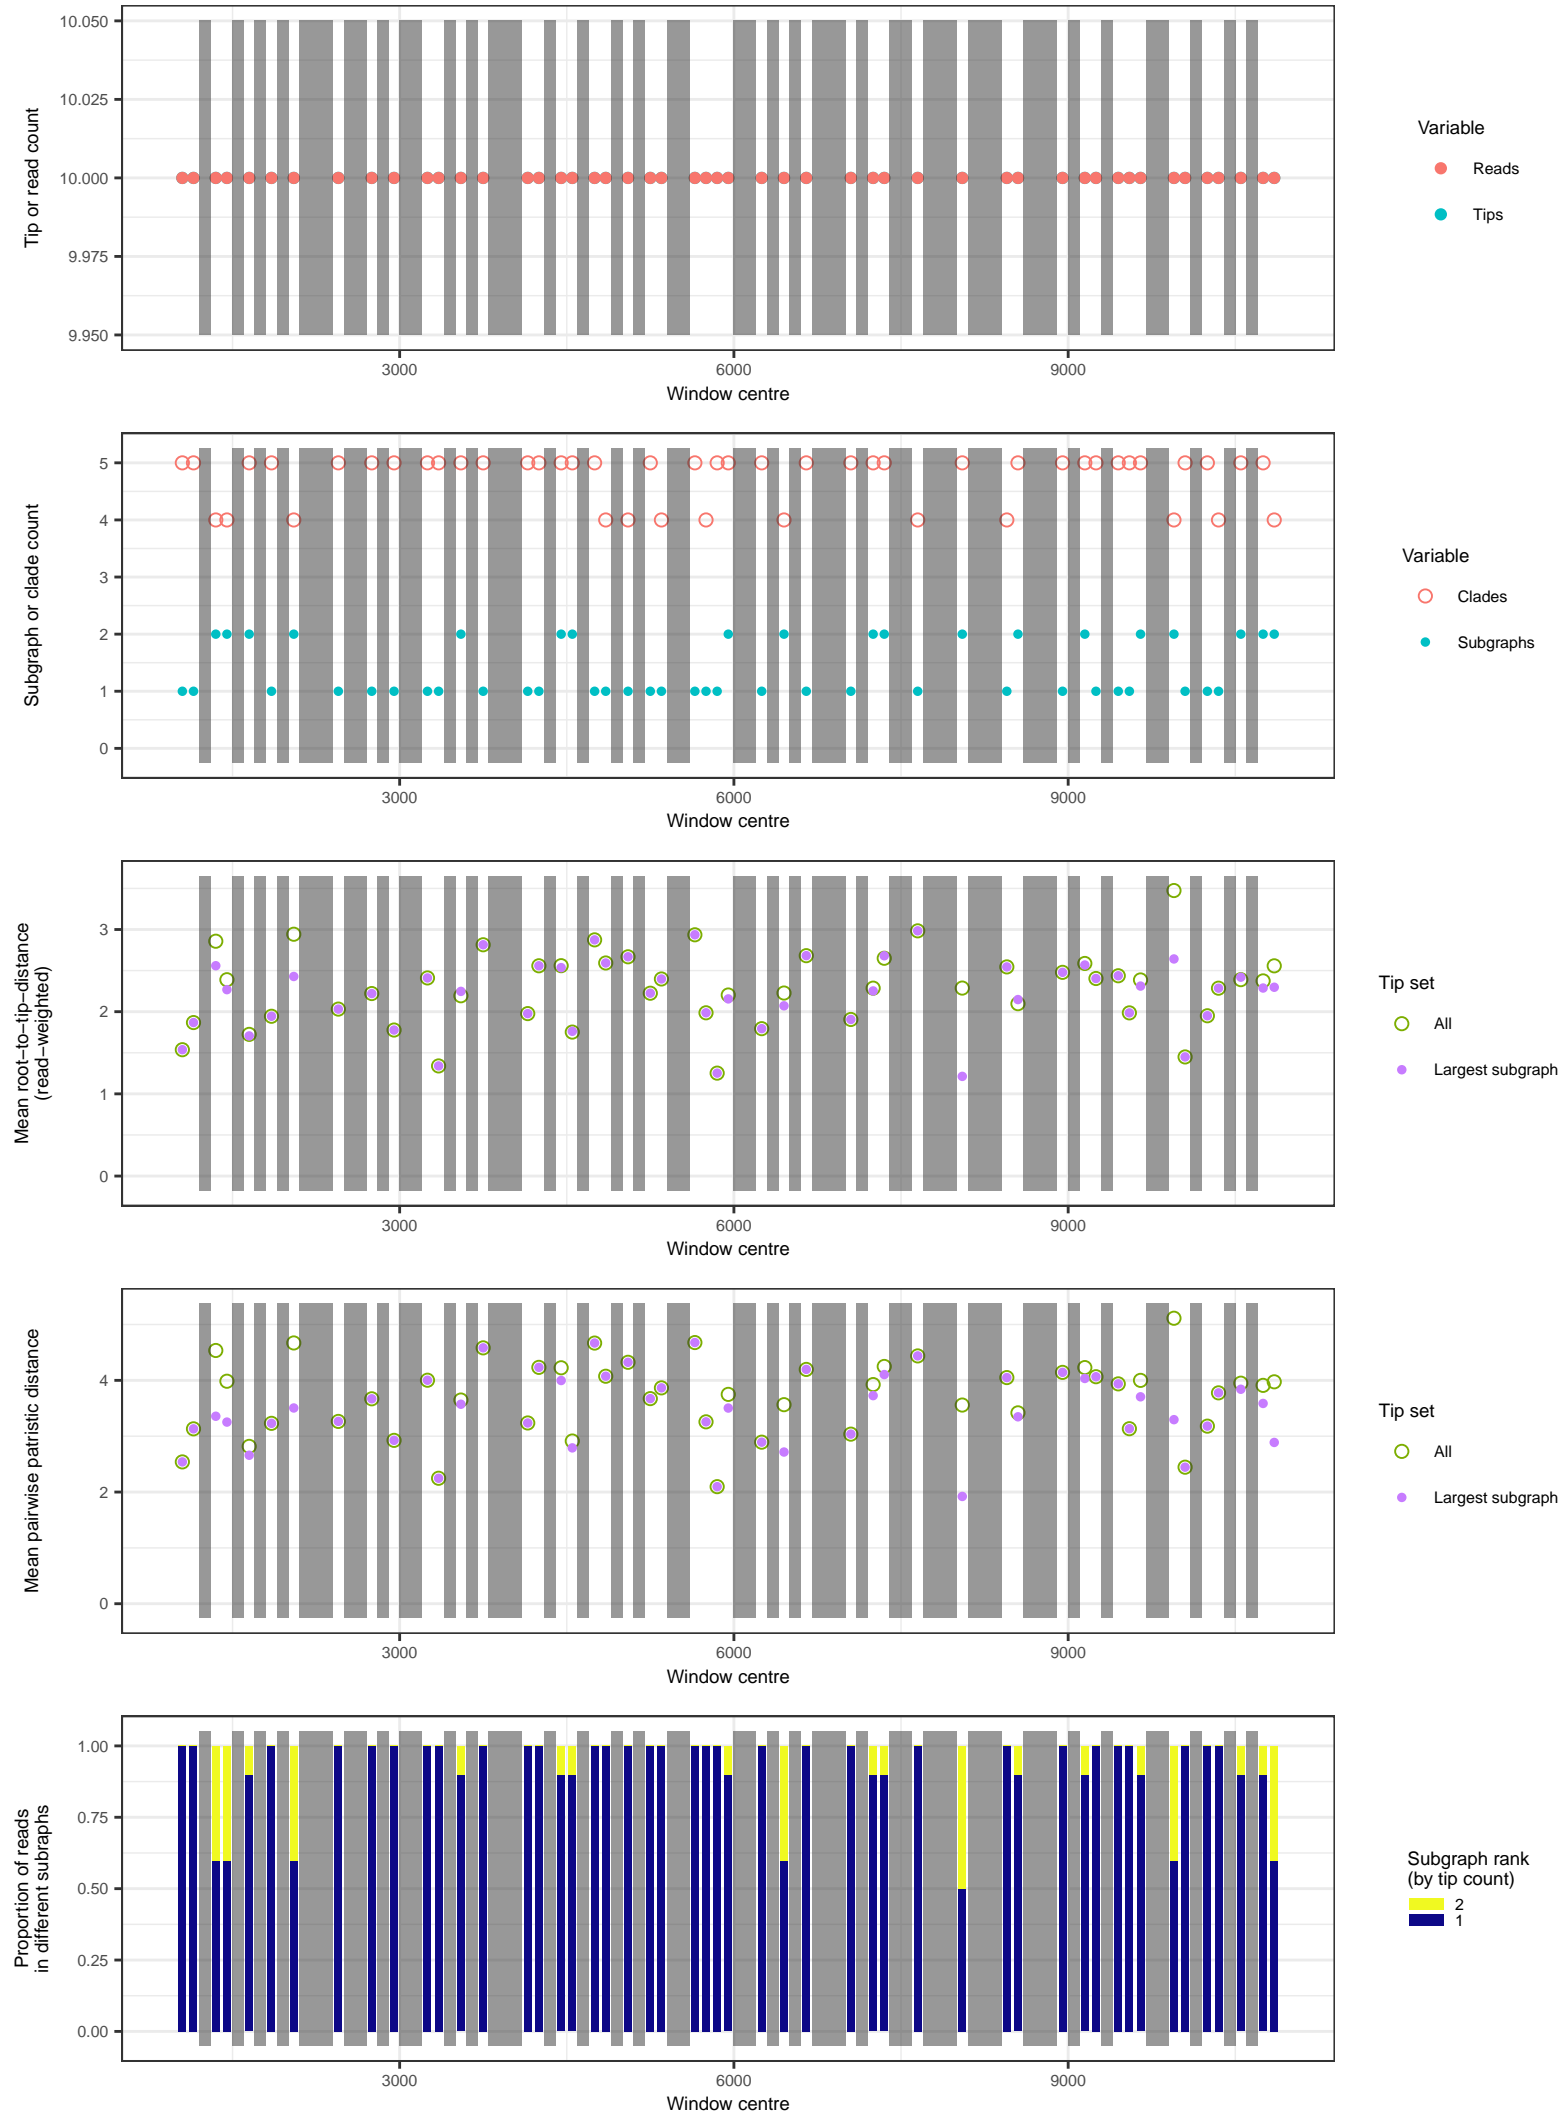 10.050
10.025
10.000
9.975
9.950
Tip or read count
3000
6000
9000
Window centre
Variable
Reads
Tips
5
4
3
2
1
0
Subgraph or clade count
3000
6000
9000
Window centre
Variable
Clades
Subgraphs
3
2
1
0
Mean root−to−tip−distance
(read−weighted)
3000
6000
9000
Window centre
Tip set
All
Largest subgraph
4
2
0
Mean pairwise patristic distance
3000
6000
9000
Window centre
Tip set
All
Largest subgraph
1.00
0.75
0.50
0.25
0.00
Proportion of reads
in different subraphs
3000
6000
9000
Window centre
Subgraph rank
(by tip count)
2
1